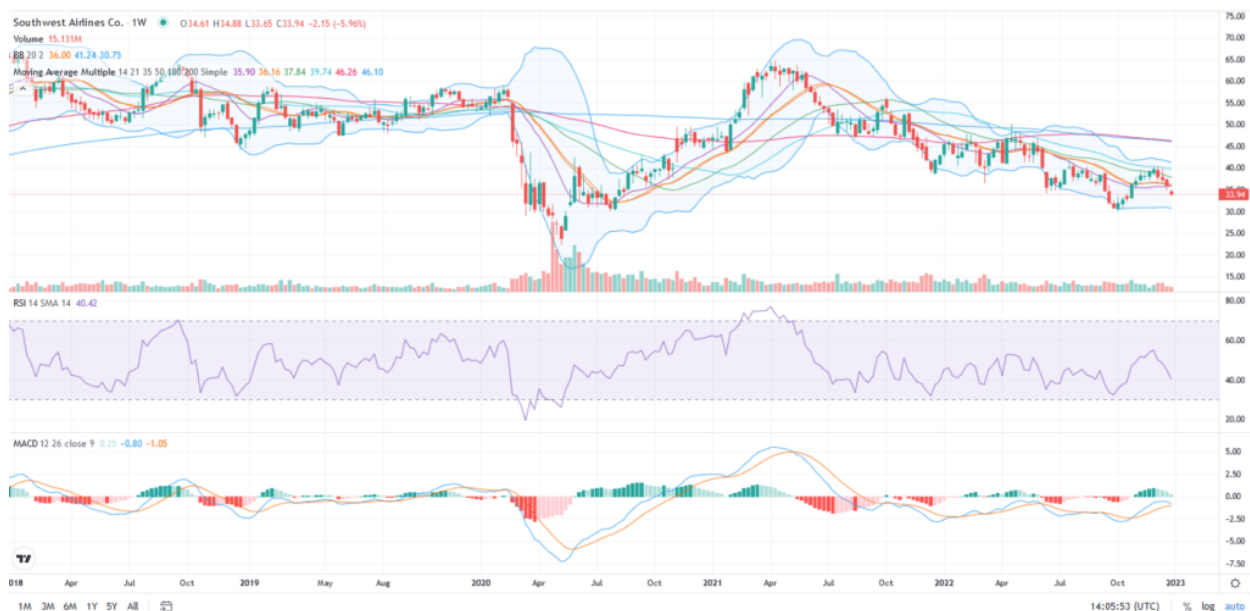 Southwest Airlines Co. · 1W O34.61 H34.88 L33.65 C33.94 −2.15 (−5.96%)
Volume 15.131M
BB 20 2 36.00 41.24 30.75
Moving Average Multiple 14 21 35 50 100 200 Simple 35.90 36.16 37.84 39.74 46.26 46.10
75.00
70.00
65.00
60.00
55.00
50.00
45.00
40.00
33.94
30.00
25.00
20.00
15.00
RSI 14 SMA 14 40.42
80.00
60.00
40.00
20.00
MACD 12 26 close 9 0.25 −0.80 −1.05
5.00
2.50
0.00
−2.50
−5.00
−7.50
2018 Apr Jul Oct 2019 May Aug 2020 Apr Jul Oct 2021 Apr Jul Oct 2022 Apr Jul Oct 2023
1M 3M 6M 1Y 5Y All 14:05:53 (UTC) % log auto